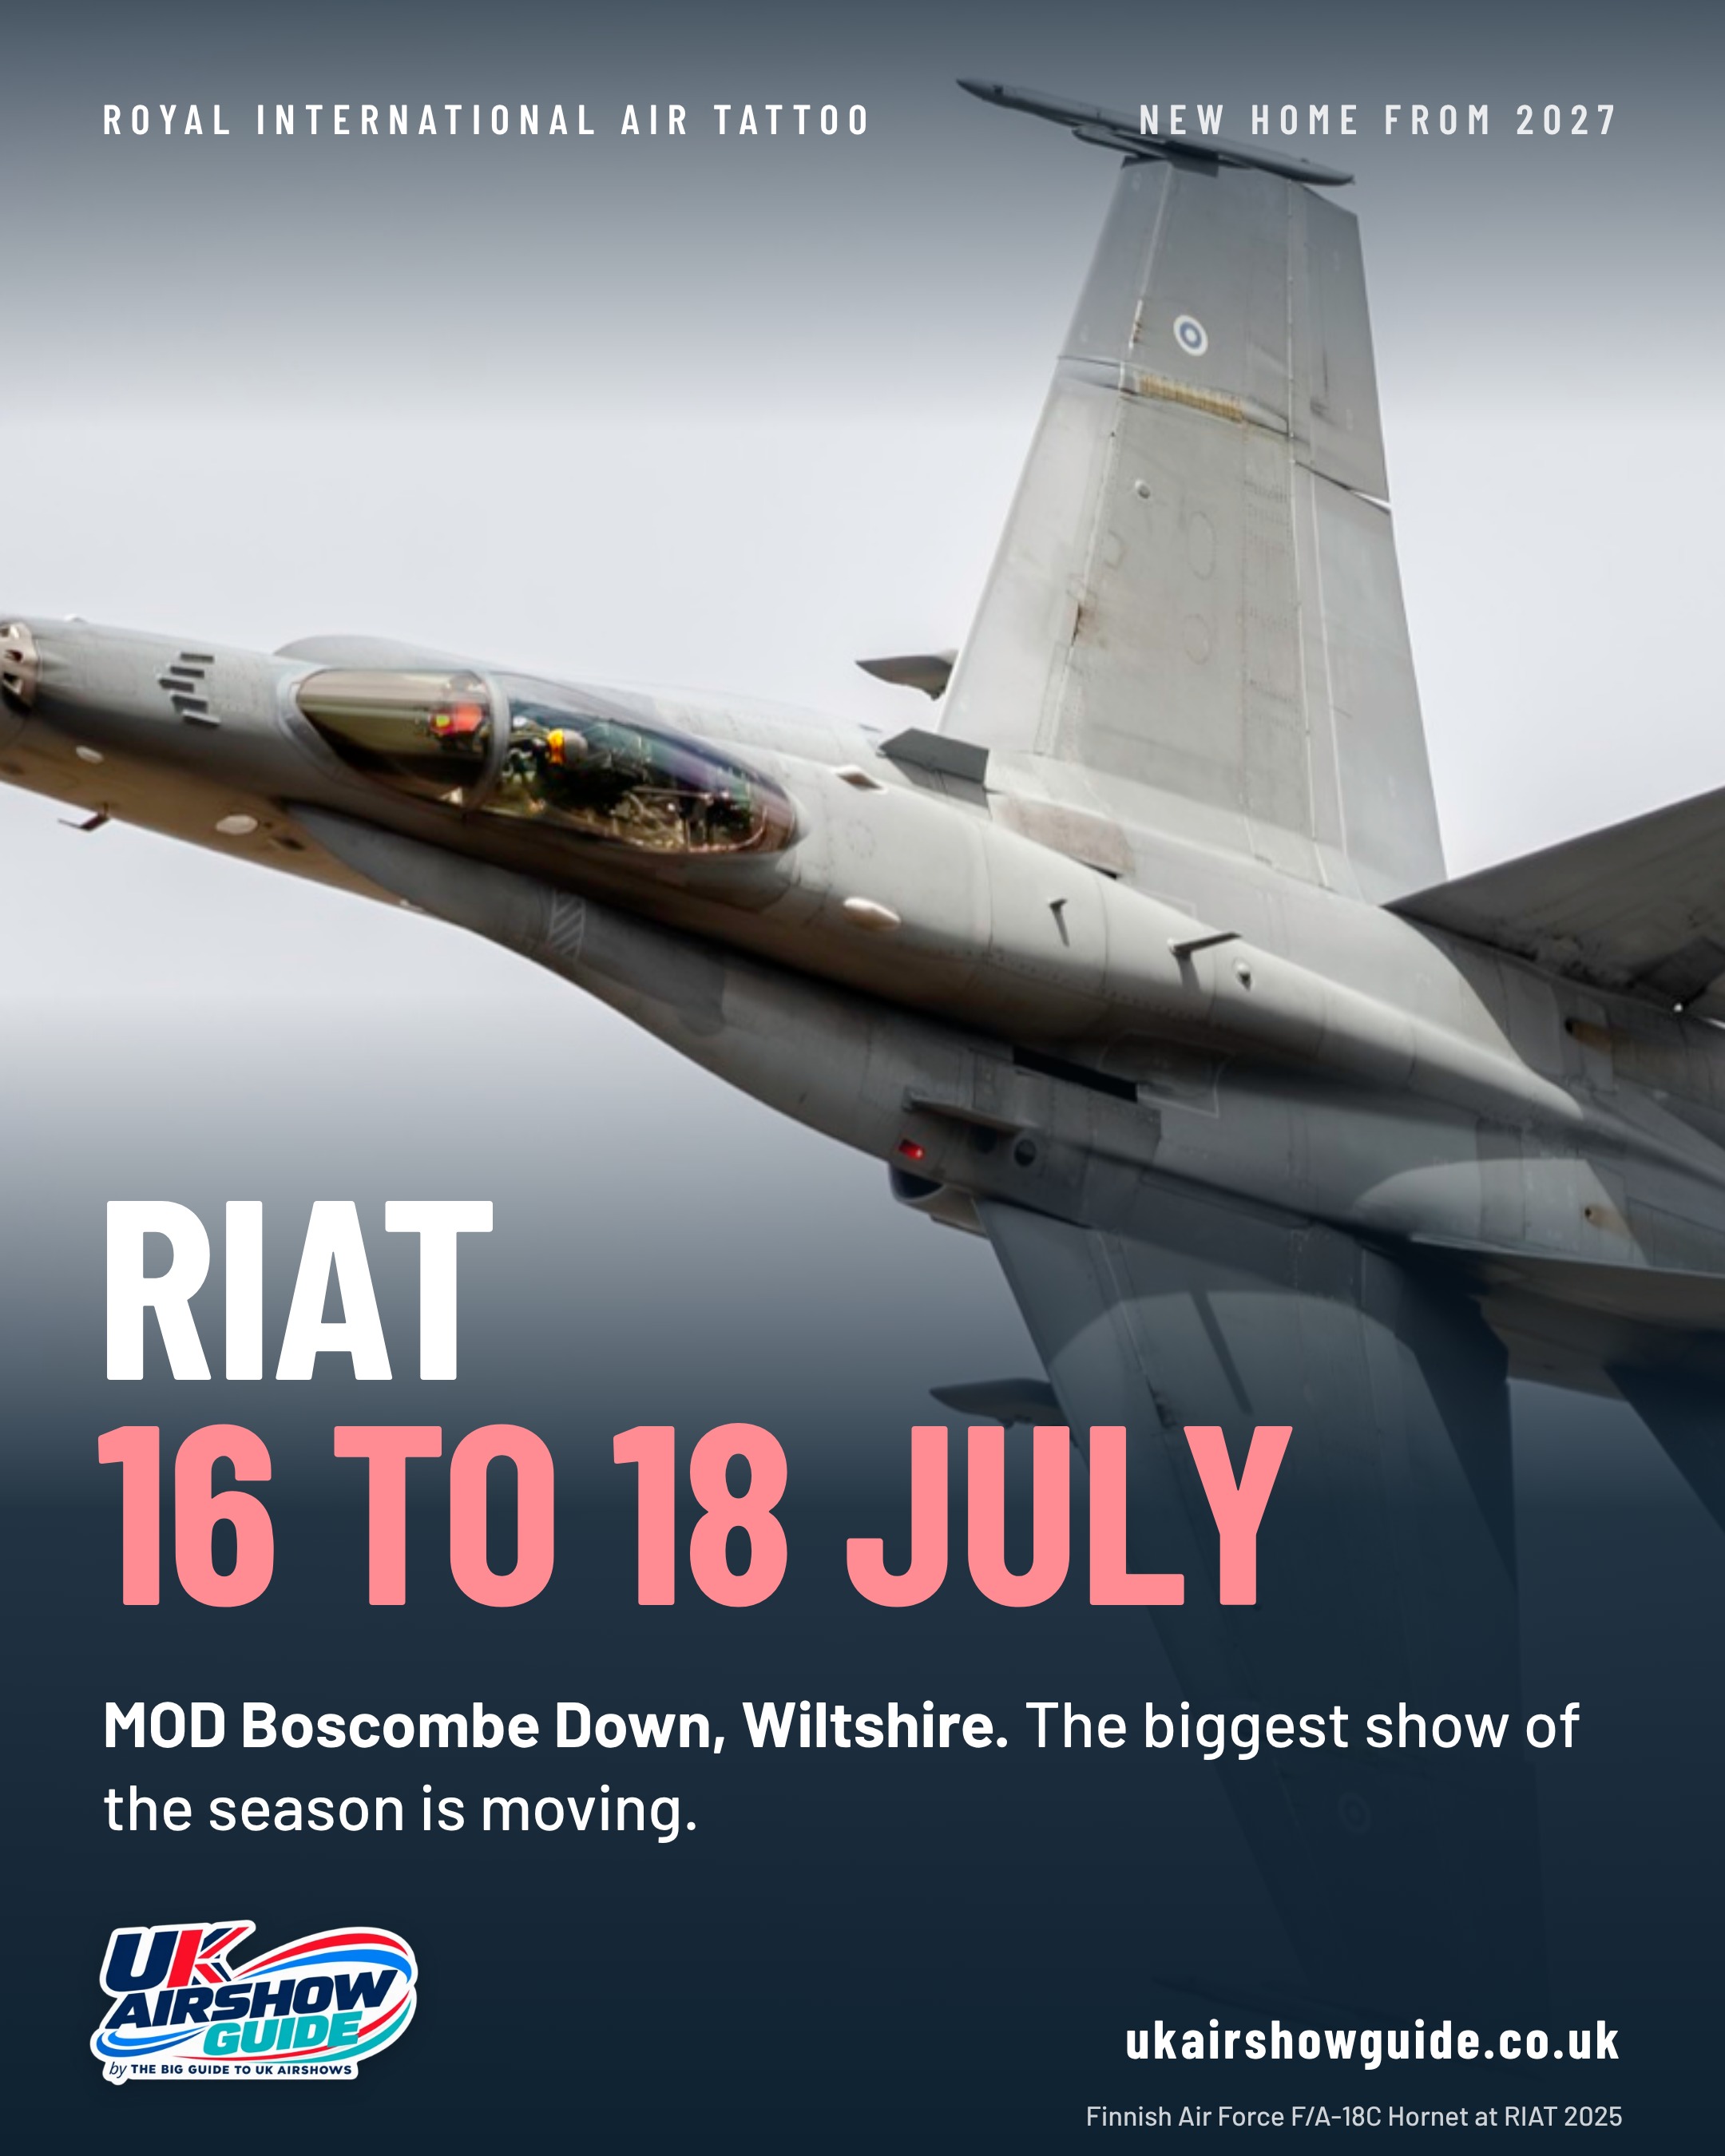 ROYAL INTERNATIONAL AIR TATTOO
NEW HOME FROM 2027
RIAT
16 TO 18 JULY
MOD Boscombe Down, Wiltshire. The biggest show of
the season is moving.
UK
AIRSHOW
GUIDE
by THE BIG GUIDE TO UK AIRSHOWS
ukairshowguide.co.uk
Finnish Air Force F/A-18C Hornet at RIAT 2025